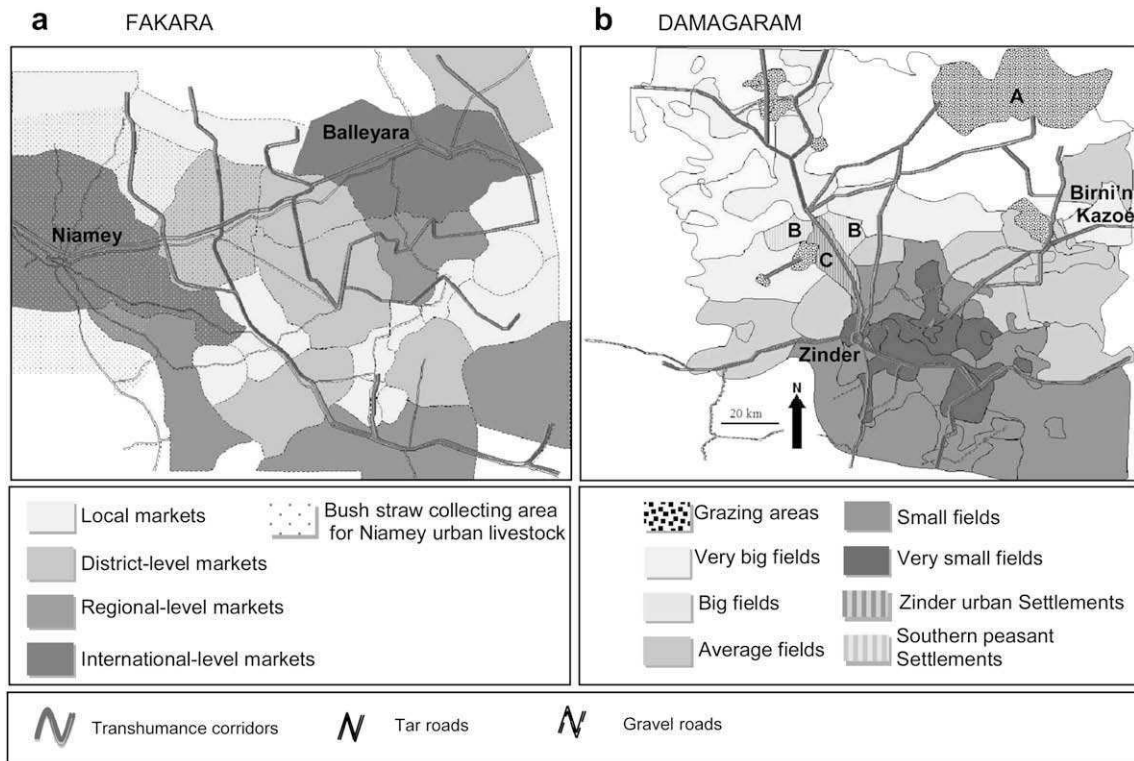 a FAKARA
b DAMAGARAM
Balleyara
Niamey
A
Birni'n
Kazoé
B B
C
Zinder
N
20 km
Local markets
District-level markets
Regional-level markets
International-level markets
Bush straw collecting area
for Niamey urban livestock
Grazing areas
Very big fields
Big fields
Average fields
Small fields
Very small fields
Zinder urban Settlements
Southern peasant
Settlements
Transhumance corridors
Tar roads
Gravel roads